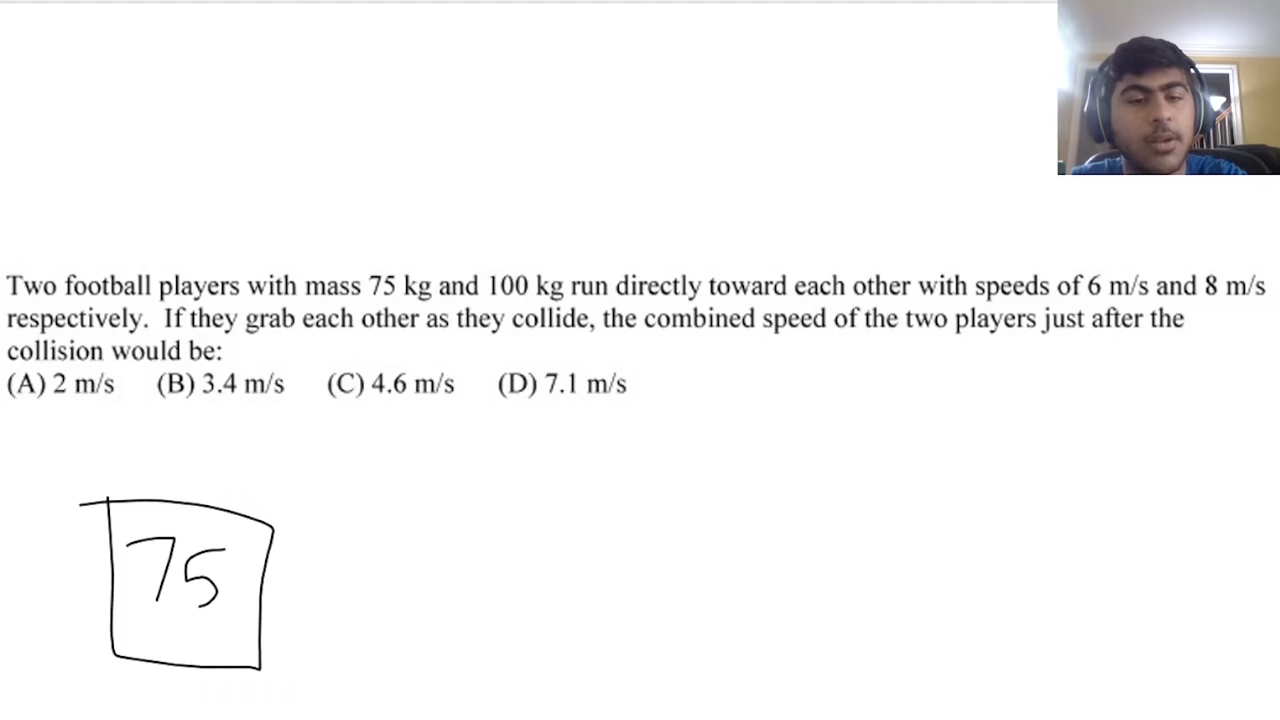 Two football players with mass 75 kg and 100 kg run directly toward each other with speeds of 6 m/s and 8 m/s
respectively. If they grab each other as they collide, the combined speed of the two players just after the
collision would be:
(A) 2 m/s (B) 3.4 m/s (C) 4.6 m/s (D) 7.1 m/s
75